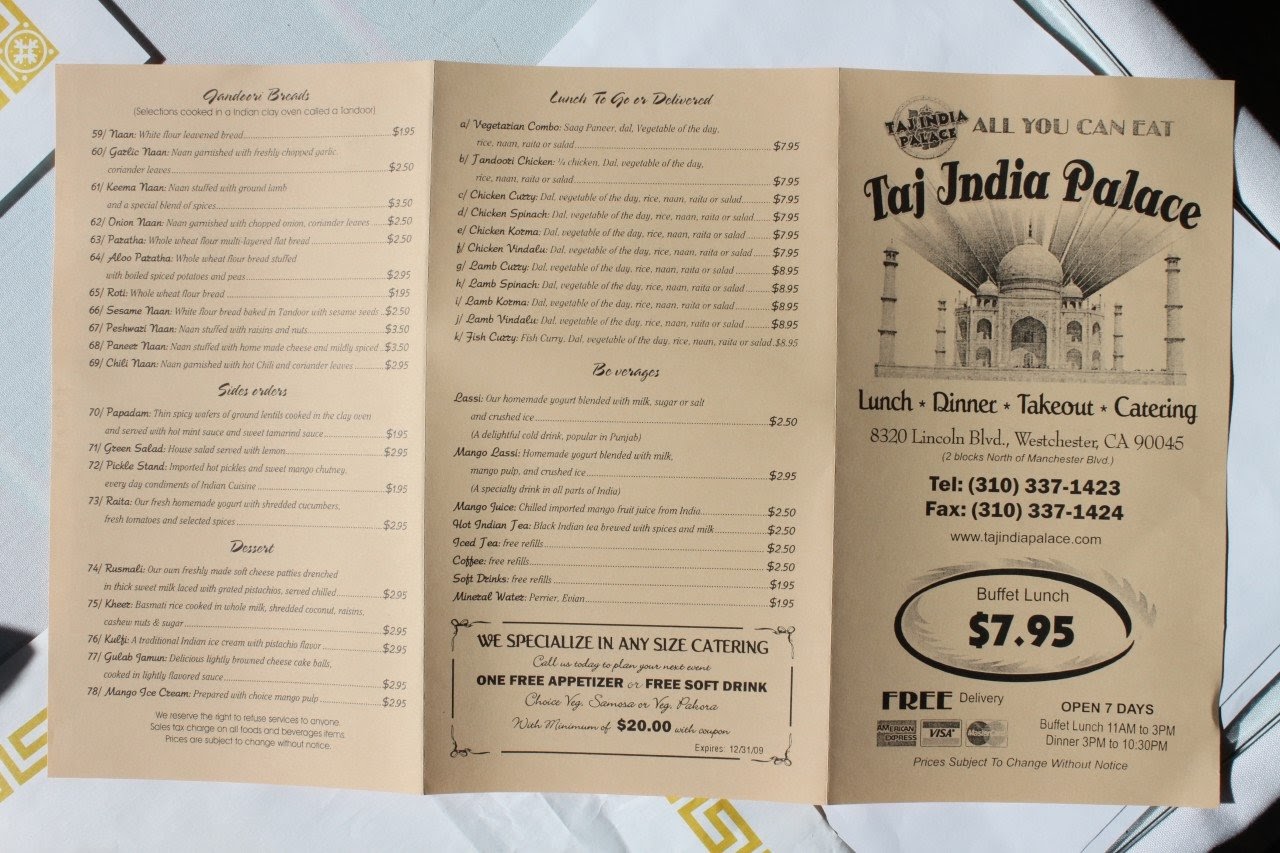 Tandoori Breads
(Selections cooked in a Indian clay oven called a Tandoor)
59/ Naan: White flour leavened bread $1.95
60/ Garlic Naan: Naan garnished with freshly chopped garlic,
coriander leaves $2.50
61/ Keema Naan: Naan stuffed with ground lamb
and a special blend of spices $3.50
62/ Onion Naan: Naan garnished with chopped onion, coriander leaves $2.50
63/ Paratha: Whole wheat flour multi-layered flat bread $2.50
64/ Aloo Paratha: Whole wheat flour bread stuffed
with boiled spiced potatoes and peas $2.95
65/ Roti: Whole wheat flour bread $1.95
66/ Sesame Naan: White flour bread baked in Tandoor with sesame seeds $2.50
67/ Peshwari Naan: Naan stuffed with raisins and nuts $3.50
68/ Paneer Naan: Naan stuffed with home made cheese and mildly spiced $3.50
69/ Chili Naan: Naan garnished with hot Chili and coriander leaves $2.95
Sides orders
70/ Papadam: Thin spicy wafers of ground lentils cooked in the clay oven
and served with hot mint sauce and sweet tamarind sauce $1.95
71/ Green Salad: House salad served with lemon $2.95
72/ Pickle Stand: Imported hot pickles and sweet mango chutney,
every day condiments of Indian Cuisine $1.95
73/ Raita: Our fresh homemade yogurt with shredded cucumbers,
fresh tomatoes and selected spices $2.95
Dessert
74/ Rusmali: Our own freshly made soft cheese patties drenched
in thick sweet milk laced with grated pistachios, served chilled $2.95
75/ Kheer: Basmati rice cooked in whole milk, shredded coconut, raisins,
cashew nuts & sugar $2.95
76/ Kulfi: A traditional Indian ice cream with pistachio flavor $2.95
77/ Gulab Jamun: Delicious lightly browned cheese cake balls,
cooked in lightly flavored sauce $2.95
78/ Mango Ice Cream: Prepared with choice mango pulp $2.95
We reserve the right to refuse services to anyone.
Sales tax charge on all foods and beverages items.
Prices are subject to change without notice.
Lunch To Go or Delivered
a/ Vegetarian Combo: Saag Paneer, dal, Vegetable of the day,
rice, naan, raita or salad $7.95
b/ Tandoori Chicken: ¼ chicken, Dal, vegetable of the day,
rice, naan, raita or salad $7.95
c/ Chicken Curry: Dal, vegetable of the day, rice, naan, raita or salad $7.95
d/ Chicken Spinach: Dal, vegetable of the day, rice, naan, raita or salad $7.95
e/ Chicken Korma: Dal, vegetable of the day, rice, naan, raita or salad $7.95
f/ Chicken Vindalu: Dal, vegetable of the day, rice, naan, raita or salad $7.95
g/ Lamb Curry: Dal, vegetable of the day, rice, naan, raita or salad $8.95
h/ Lamb Spinach: Dal, vegetable of the day, rice, naan, raita or salad $8.95
i/ Lamb Korma: Dal, vegetable of the day, rice, naan, raita or salad $8.95
j/ Lamb Vindalu: Dal, vegetable of the day, rice, naan, raita or salad $8.95
k/ Fish Curry: Fish Curry, Dal, vegetable of the day, rice, naan, raita or salad $8.95
Be verages
Lassi: Our homemade yogurt blended with milk, sugar or salt
and crushed ice $2.50
(A delightful cold drink, popular in Punjab)
Mango Lassi: Homemade yogurt blended with milk,
mango pulp, and crushed ice $2.95
(A specialty drink in all parts of India)
Mango Juice: Chilled imported mango fruit juice from India $2.50
Hot Indian Tea: Black Indian tea brewed with spices and milk $2.50
Iced Tea: free refills $2.50
Coffee: free refills $2.50
Soft Drinks: free refills $1.95
Mineral Water: Perrier, Evian $1.95
WE SPECIALIZE IN ANY SIZE CATERING
Call us today to plan your next event
ONE FREE APPETIZER or FREE SOFT DRINK
Choice Veg. Samosa or Veg. Pakora
With Minimum of $20.00 with coupon
Expires: 12/31/09
TAJ INDIA
PALACE
ALL YOU CAN EAT
Taj India Palace
Lunch * Dinner * Takeout * Catering
8320 Lincoln Blvd., Westchester, CA 90045
(2 blocks North of Manchester Blvd.)
Tel: (310) 337-1423
Fax: (310) 337-1424
www.tajindiapalace.com
Buffet Lunch
$7.95
FREE Delivery
AMERICAN EXPRESS VISA MasterCard
OPEN 7 DAYS
Buffet Lunch 11AM to 3PM
Dinner 3PM to 10:30PM
Prices Subject To Change Without Notice